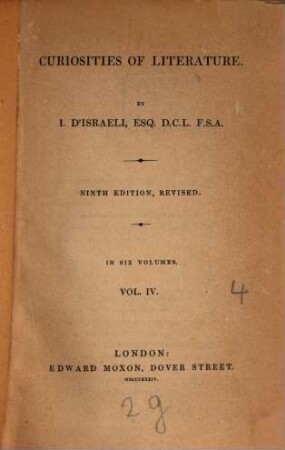 CURIOSITIES OF LITERATURE.
BY
I. D'ISRAELI, ESQ. D.C.L. F.S.A.
NINTH EDITION, REVISED.
IN SIX VOLUMES.
VOL. IV.
4
LONDON:
EDWARD MOXON, DOVER STREET.
MDCCCXXXIV.
29